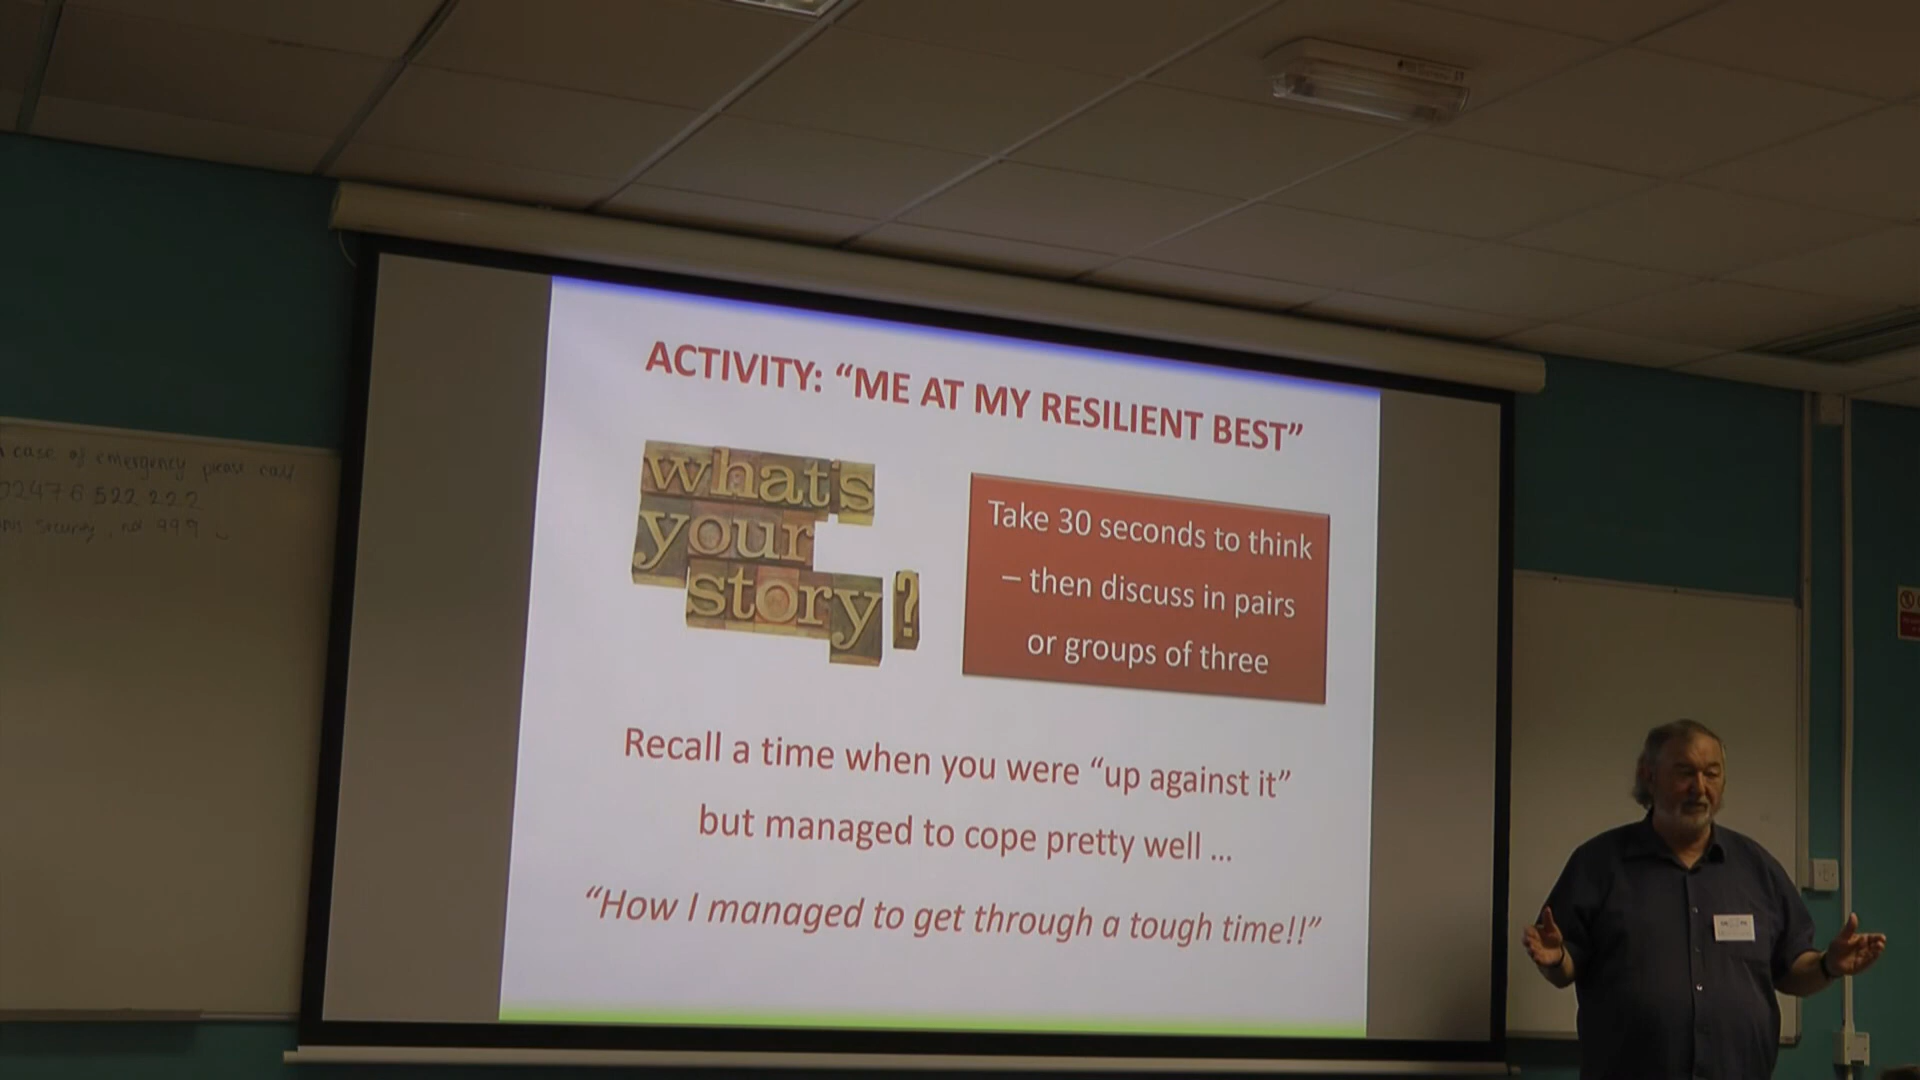 ACTIVITY: “ME AT MY RESILIENT BEST”
what's
your
story?
Take 30 seconds to think
– then discuss in pairs
or groups of three
Recall a time when you were “up against it”
but managed to cope pretty well ...
“How I managed to get through a tough time!!”
case of emergency please call
02476 522 222
security, not 999